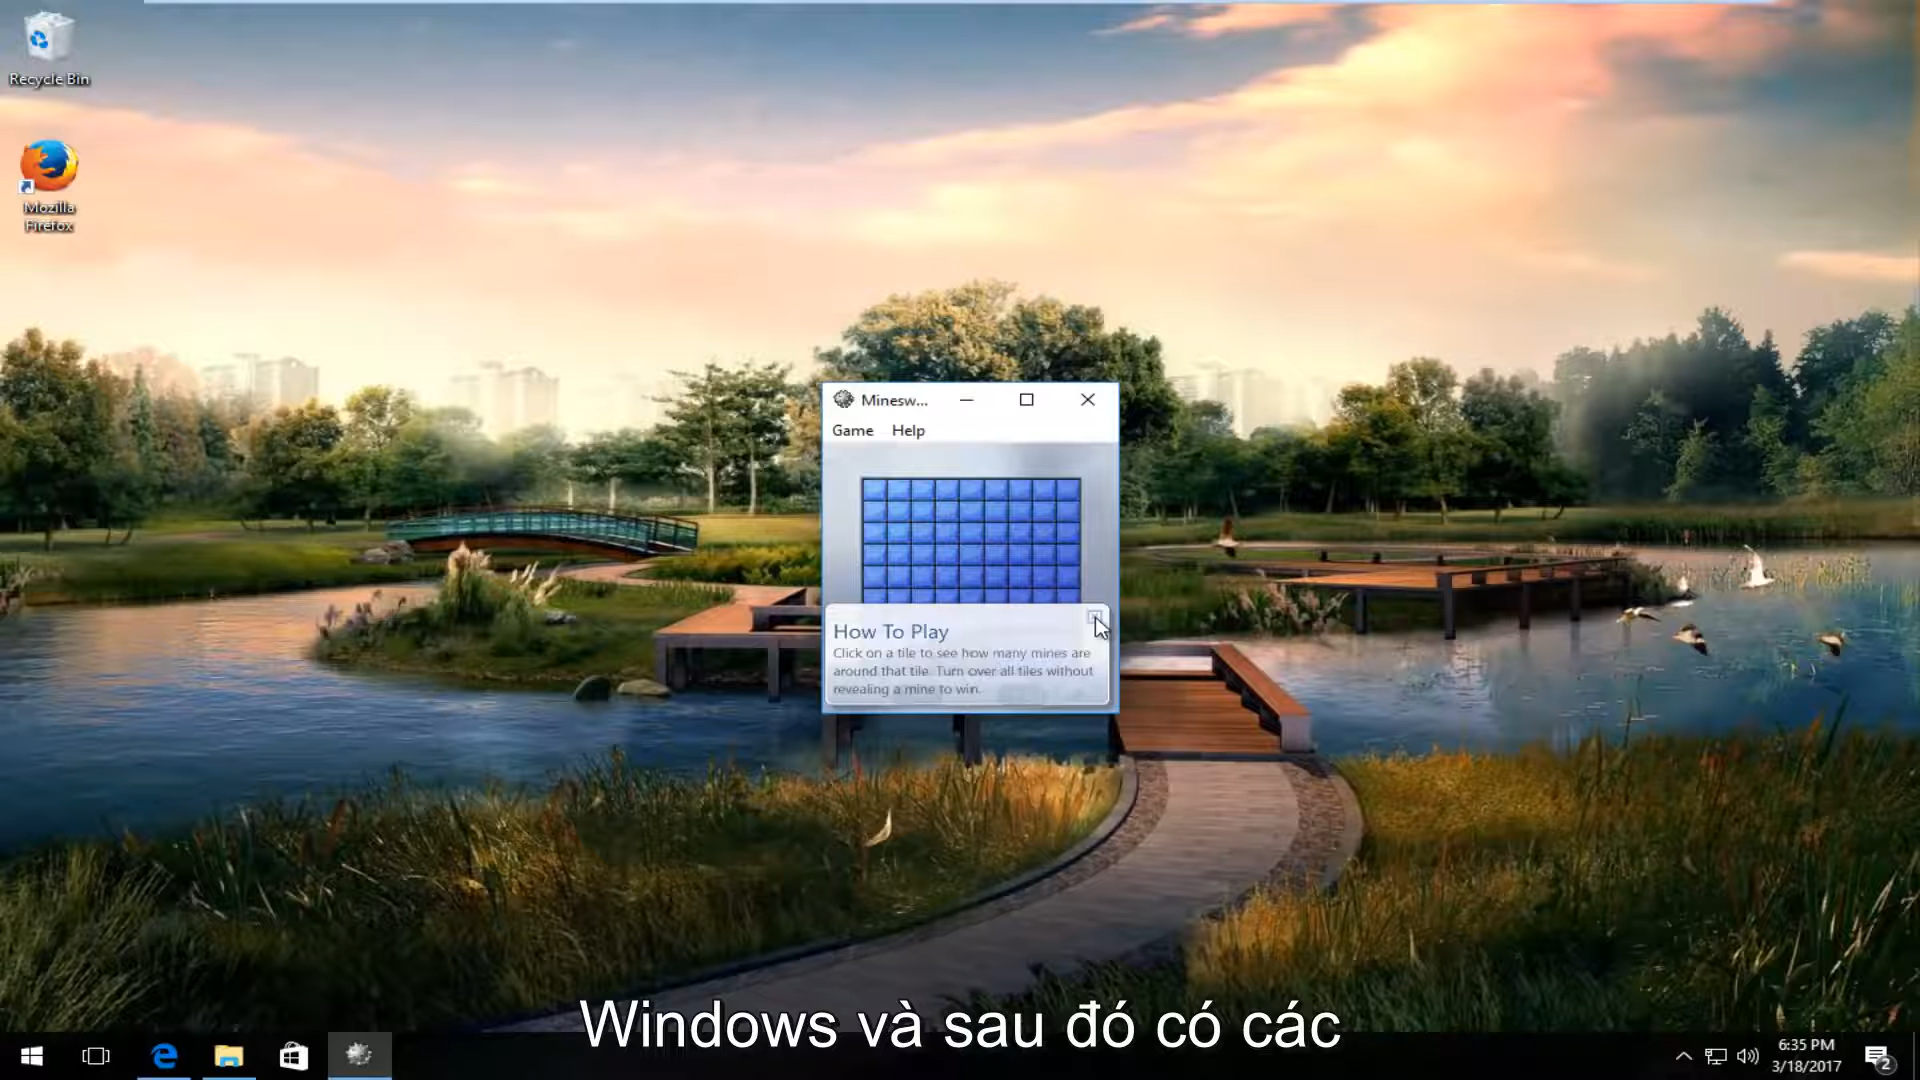 Recycle Bin
Mozilla
Firefox
Minesw...
Game Help
How To Play
Click on a tile to see how many mines are
around that tile. Turn over all tiles without
revealing a mine to win.
Windows và sau đó có các
6:35 PM
3/18/2017
2